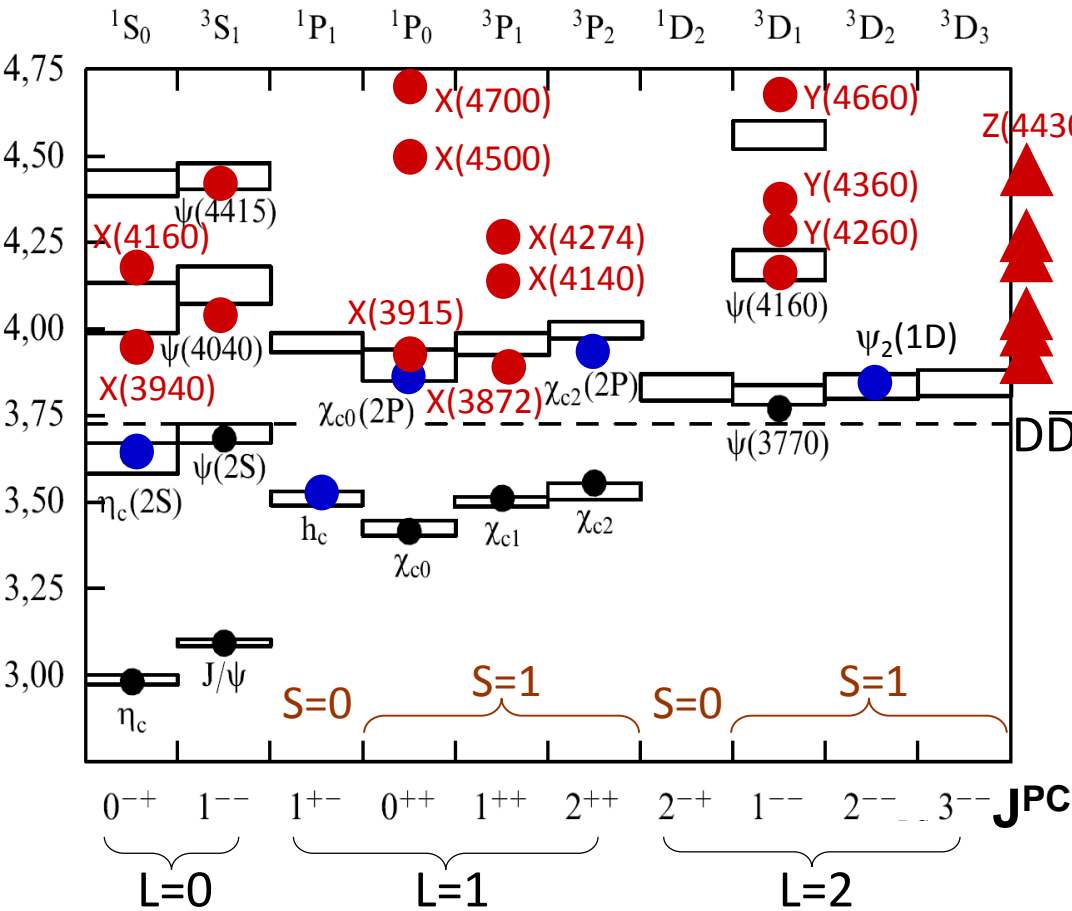 ¹S₀ ³S₁ ¹P₁ ¹P₀ ³P₁ ³P₂ ¹D₂ ³D₁ ³D₂ ³D₃
4,75
X(4700)
Y(4660)
Z(4430
4,50
X(4500)
Y(4360)
ψ(4415)
X(4160)
4,25
X(4274)
Y(4260)
X(4140)
ψ(4160)
X(3915)
4,00
ψ(4040)
ψ₂(1D)
X(3940)
χc0(2P)
X(3872)
χc2(2P)
3,75
DD̅
ψ(3770)
ψ(2S)
3,50
ηc(2S)
hc
χc0
χc1
χc2
3,25
3,00
J/ψ
ηc
S=0
S=1
S=0
S=1
0⁻⁺ 1⁻⁻ 1⁺⁻ 0⁺⁺ 1⁺⁺ 2⁺⁺ 2⁻⁺ 1⁻⁻ 2⁻⁻ 3⁻⁻ Jᴾᶜ
L=0 L=1 L=2